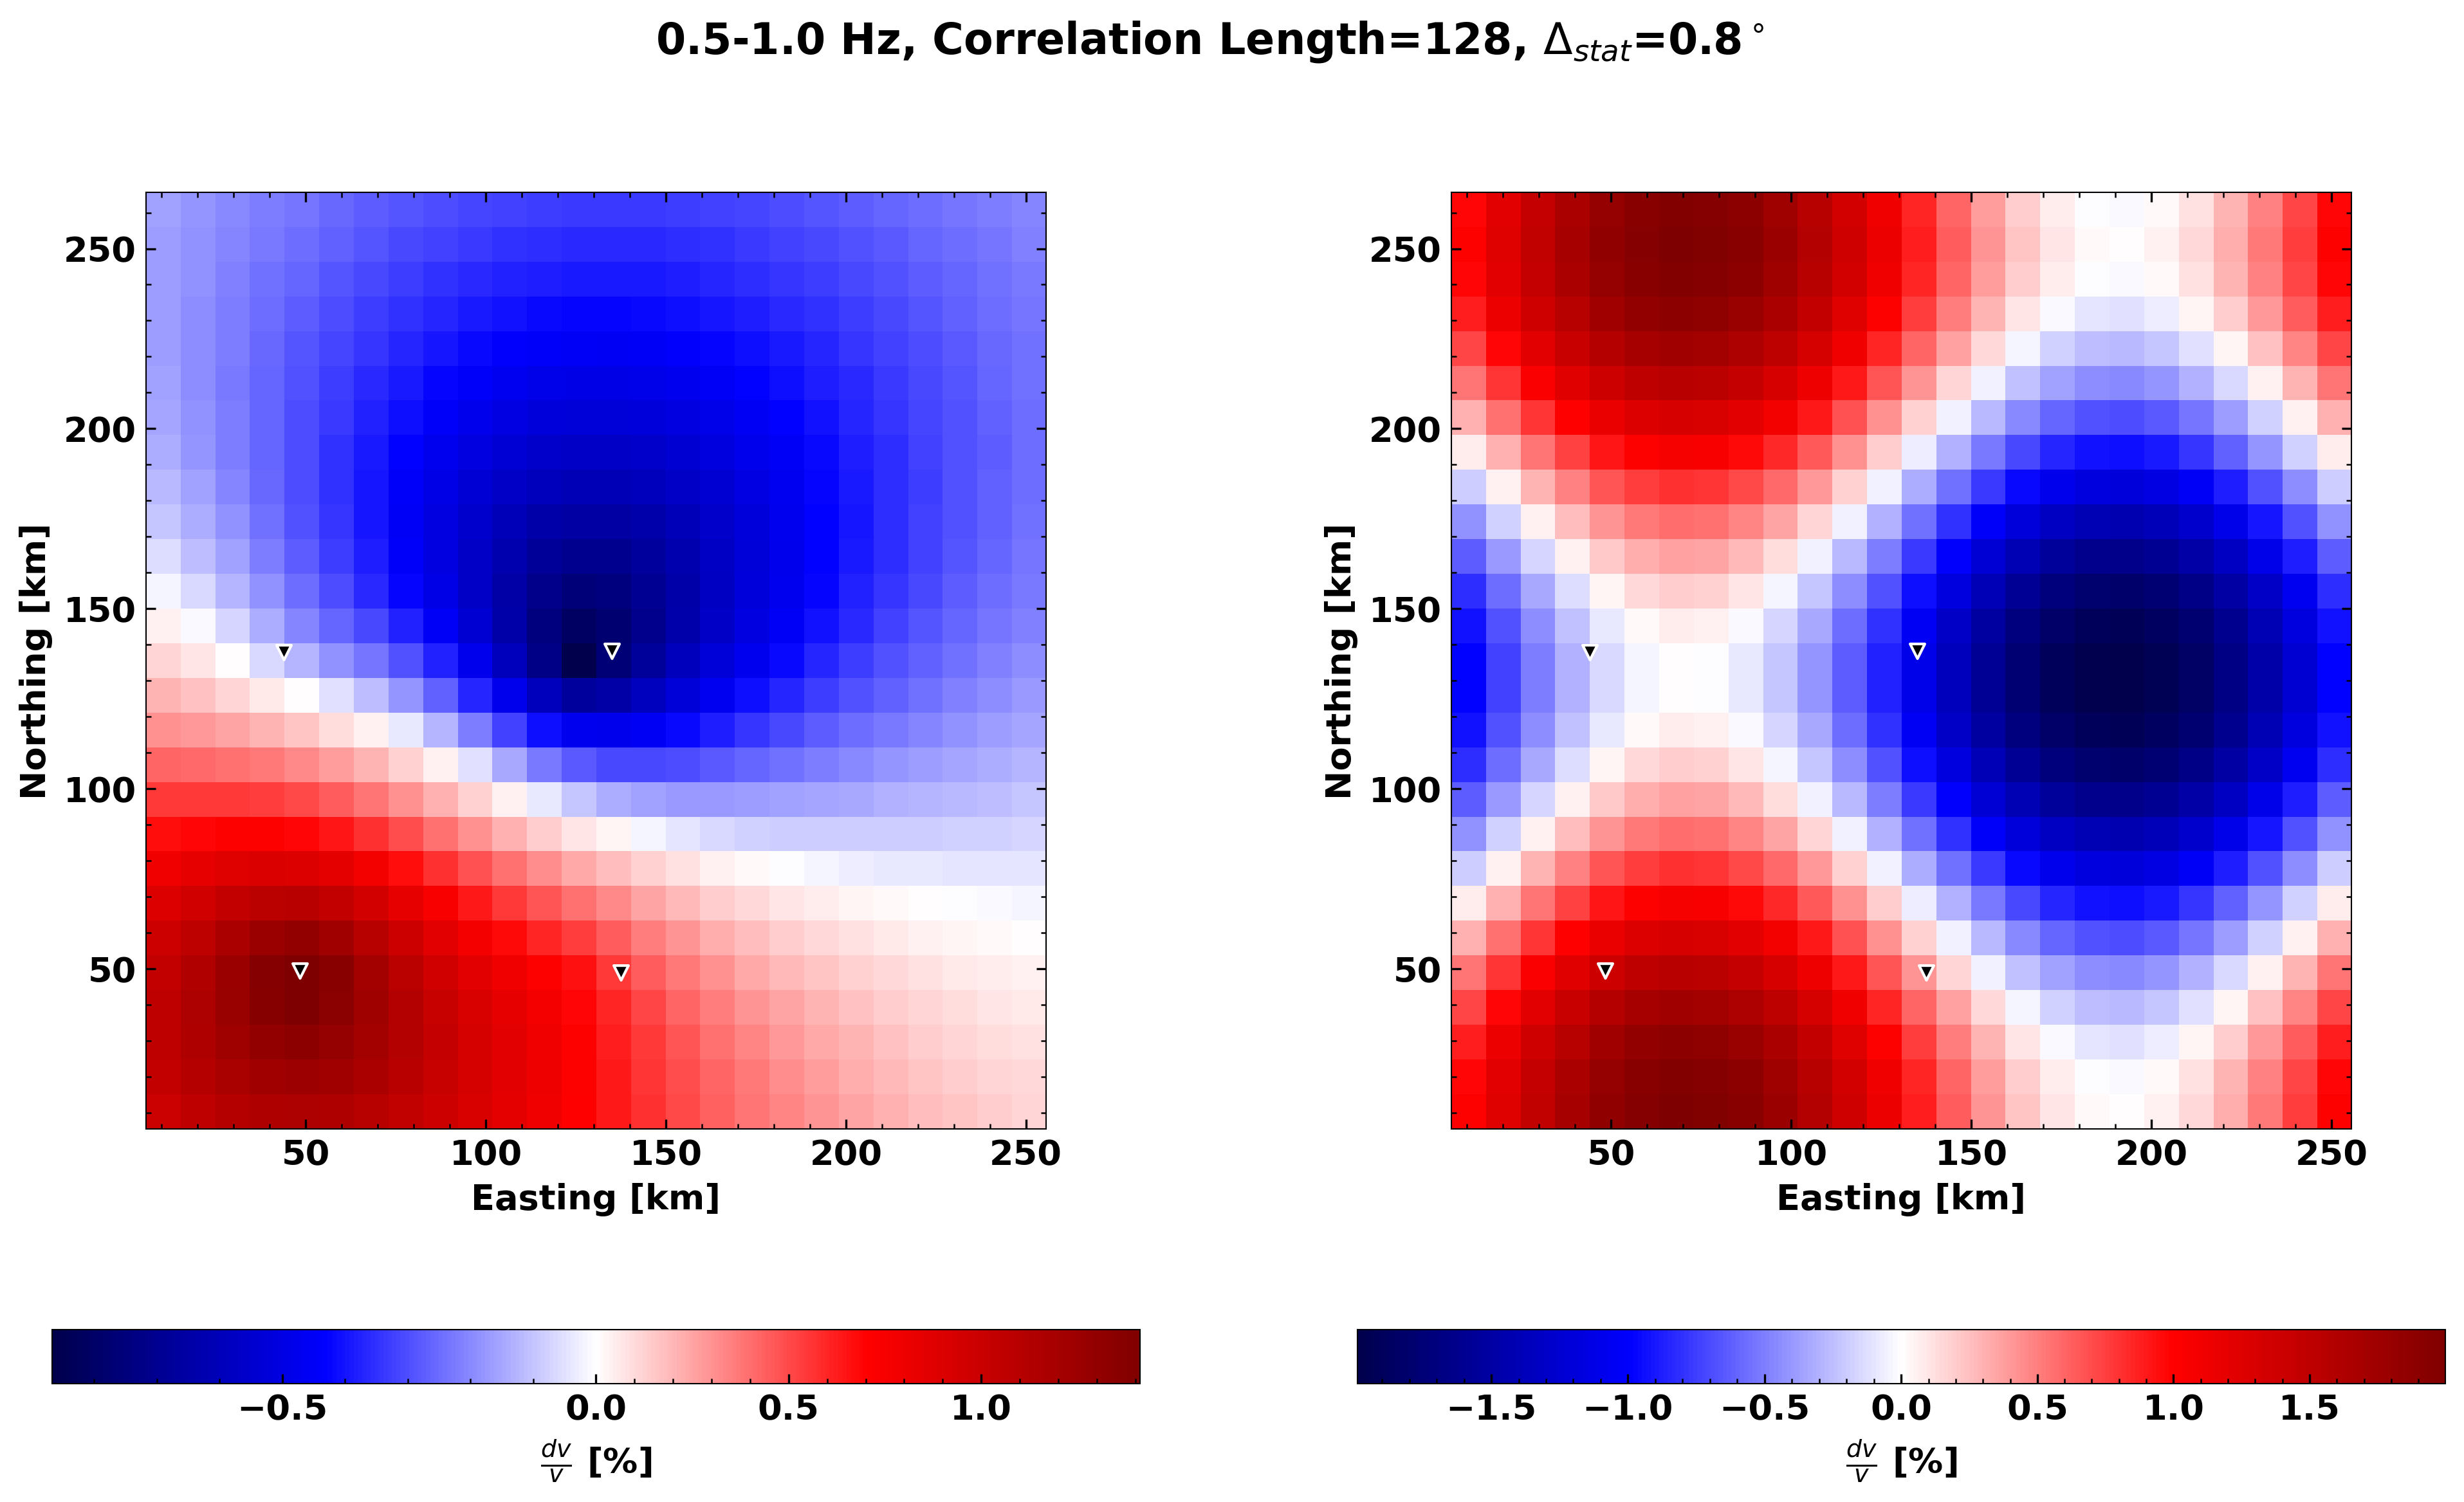 0.5-1.0 Hz, Correlation Length=128, Δstat=0.8°
Northing [km]
250
200
150
100
50
50 100 150 200 250
Easting [km]
−0.5 0.0 0.5 1.0
dv/v [%]
Northing [km]
250
200
150
100
50
50 100 150 200 250
Easting [km]
−1.5 −1.0 −0.5 0.0 0.5 1.0 1.5
dv/v [%]